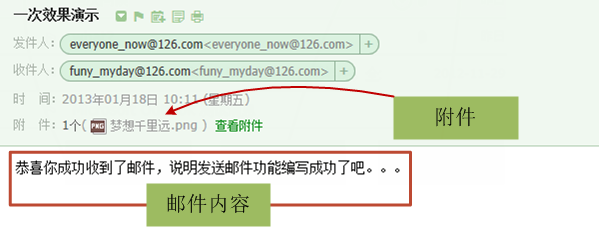 一次效果演示
发件人： everyone_now@126.com<everyone_now@126.com> +
收件人： funy_myday@126.com<funy_myday@126.com> +
时 间： 2013年01月18日 10:11 (星期五)
附 件： 1个( PNG 梦想千里远.png ) 查看附件
附件
恭喜你成功收到了邮件，说明发送邮件功能编写成功了吧。。。
邮件内容